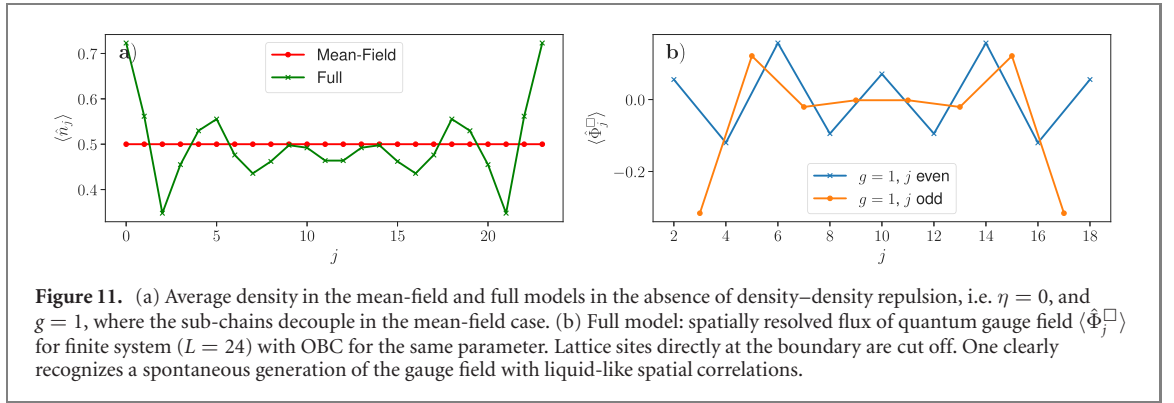 a)
Mean-Field
Full
0.7
0.6
0.5
0.4
⟨n̂_j⟩
0 5 10 15 20
j
b)
g = 1, j even
g = 1, j odd
0.0
−0.2
⟨Φ̂_j^□⟩
2 4 6 8 10 12 14 16 18
j
Figure 11. (a) Average density in the mean-field and full models in the absence of density–density repulsion, i.e. η = 0, and
g = 1, where the sub-chains decouple in the mean-field case. (b) Full model: spatially resolved flux of quantum gauge field ⟨Φ̂_j^□⟩
for finite system (L = 24) with OBC for the same parameter. Lattice sites directly at the boundary are cut off. One clearly
recognizes a spontaneous generation of the gauge field with liquid-like spatial correlations.